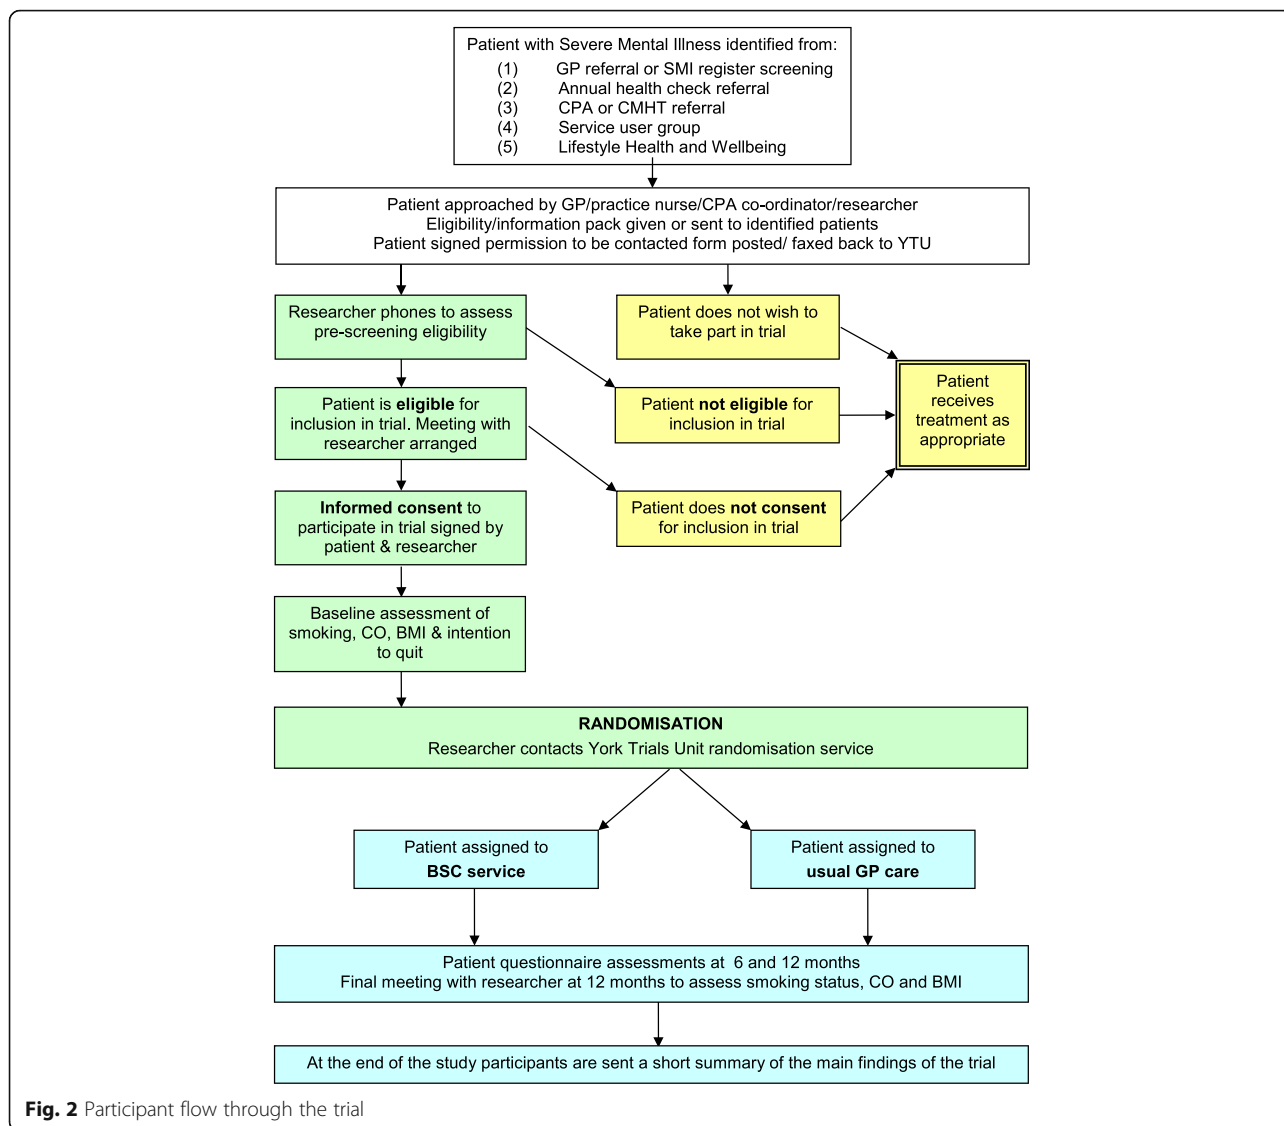 Patient with Severe Mental Illness identified from:
(1) GP referral or SMI register screening
(2) Annual health check referral
(3) CPA or CMHT referral
(4) Service user group
(5) Lifestyle Health and Wellbeing
Patient approached by GP/practice nurse/CPA co-ordinator/researcher
Eligibility/information pack given or sent to identified patients
Patient signed permission to be contacted form posted/ faxed back to YTU
Researcher phones to assess
pre-screening eligibility
Patient does not wish to
take part in trial
Patient is eligible for
inclusion in trial. Meeting with
researcher arranged
Patient not eligible for
inclusion in trial
Patient
receives
treatment as
appropriate
Informed consent to
participate in trial signed by
patient & researcher
Patient does not consent
for inclusion in trial
Baseline assessment of
smoking, CO, BMI & intention
to quit
RANDOMISATION
Researcher contacts York Trials Unit randomisation service
Patient assigned to
BSC service
Patient assigned to
usual GP care
Patient questionnaire assessments at  6 and 12 months
Final meeting with researcher at 12 months to assess smoking status, CO and BMI
At the end of the study participants are sent a short summary of the main findings of the trial
Fig. 2 Participant flow through the trial